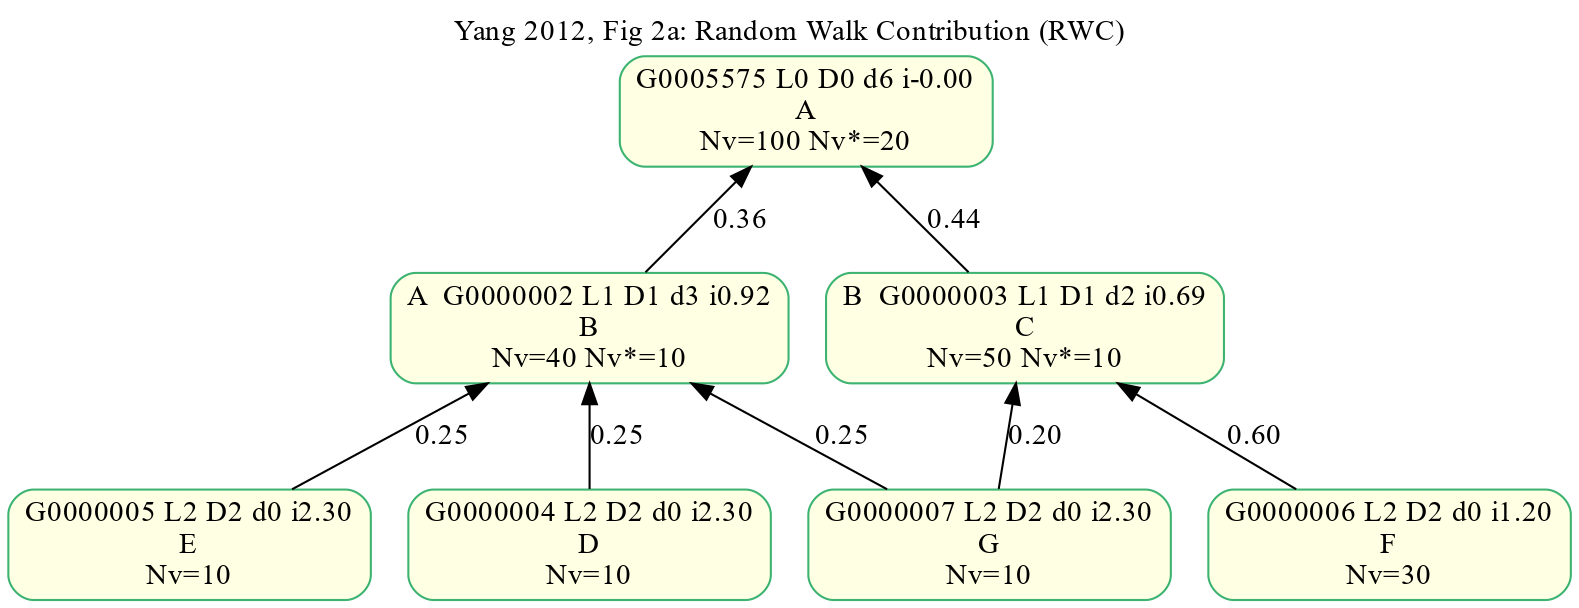 Yang 2012, Fig 2a: Random Walk Contribution (RWC)
G0005575 L0 D0 d6 i-0.00
A
Nv=100 Nv*=20
0.36
0.44
A  G0000002 L1 D1 d3 i0.92
B
Nv=40 Nv*=10
B  G0000003 L1 D1 d2 i0.69
C
Nv=50 Nv*=10
0.25
0.25
0.25
0.20
0.60
G0000005 L2 D2 d0 i2.30
E
Nv=10
G0000004 L2 D2 d0 i2.30
D
Nv=10
G0000007 L2 D2 d0 i2.30
G
Nv=10
G0000006 L2 D2 d0 i1.20
F
Nv=30